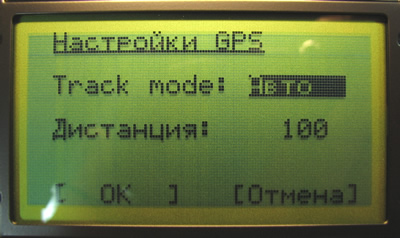 Настройки GPS
Track mode: Авто
Дистанция: 100
[ OK ] [Отмена]